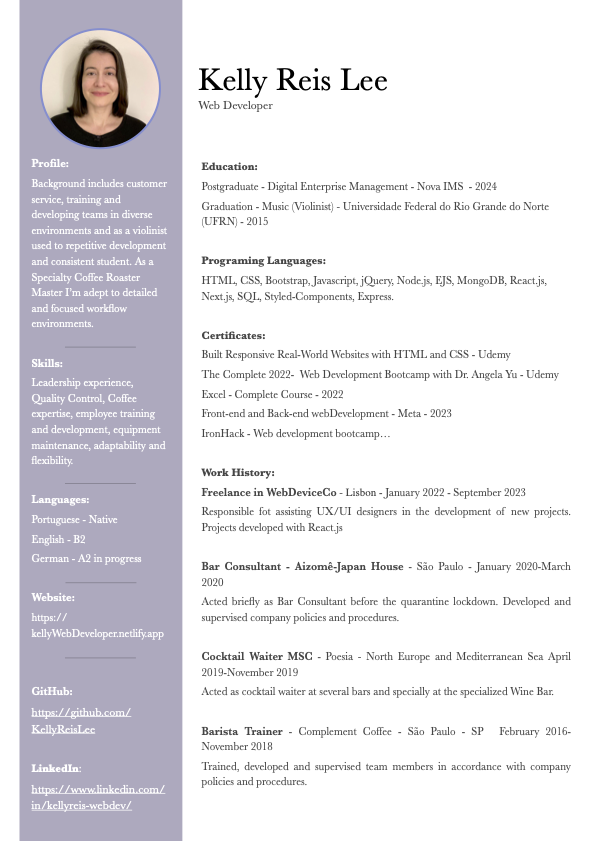 Kelly Reis Lee
Web Developer
Profile:
Background includes customer
service, training and
developing teams in diverse
environments and as a violinist
used to repetitive development
and consistent student. As a
Specialty Coffee Roaster
Master I'm adept to detailed
and focused workflow
environments.
Skills:
Leadership experience,
Quality Control, Coffee
expertise, employee training
and development, equipment
maintenance, adaptability and
flexibility.
Languages:
Portuguese - Native
English - B2
German - A2 in progress
Website:
https://
kellyWebDeveloper.netlify.app
GitHub:
https://github.com/
KellyReisLee
LinkedIn:
https://www.linkedin.com/
in/kellyreis-webdev/
Education:
Postgraduate - Digital Enterprise Management - Nova IMS - 2024
Graduation - Music (Violinist) - Universidade Federal do Rio Grande do Norte
(UFRN) - 2015
Programing Languages:
HTML, CSS, Bootstrap, Javascript, jQuery, Node.js, EJS, MongoDB, React.js,
Next.js, SQL, Styled-Components, Express.
Certificates:
Built Responsive Real-World Websites with HTML and CSS - Udemy
The Complete 2022- Web Development Bootcamp with Dr. Angela Yu - Udemy
Excel - Complete Course - 2022
Front-end and Back-end webDevelopment - Meta - 2023
IronHack - Web development bootcamp…
Work History:
Freelance in WebDeviceCo - Lisbon - January 2022 - September 2023
Responsible fot assisting UX/UI designers in the development of new projects.
Projects developed with React.js
Bar Consultant - Aizomê-Japan House - São Paulo - January 2020-March
2020
Acted briefly as Bar Consultant before the quarantine lockdown. Developed and
supervised company policies and procedures.
Cocktail Waiter MSC - Poesia - North Europe and Mediterranean Sea April
2019-November 2019
Acted as cocktail waiter at several bars and specially at the specialized Wine Bar.
Barista Trainer - Complement Coffee - São Paulo - SP February 2016-
November 2018
Trained, developed and supervised team members in accordance with company
policies and procedures.